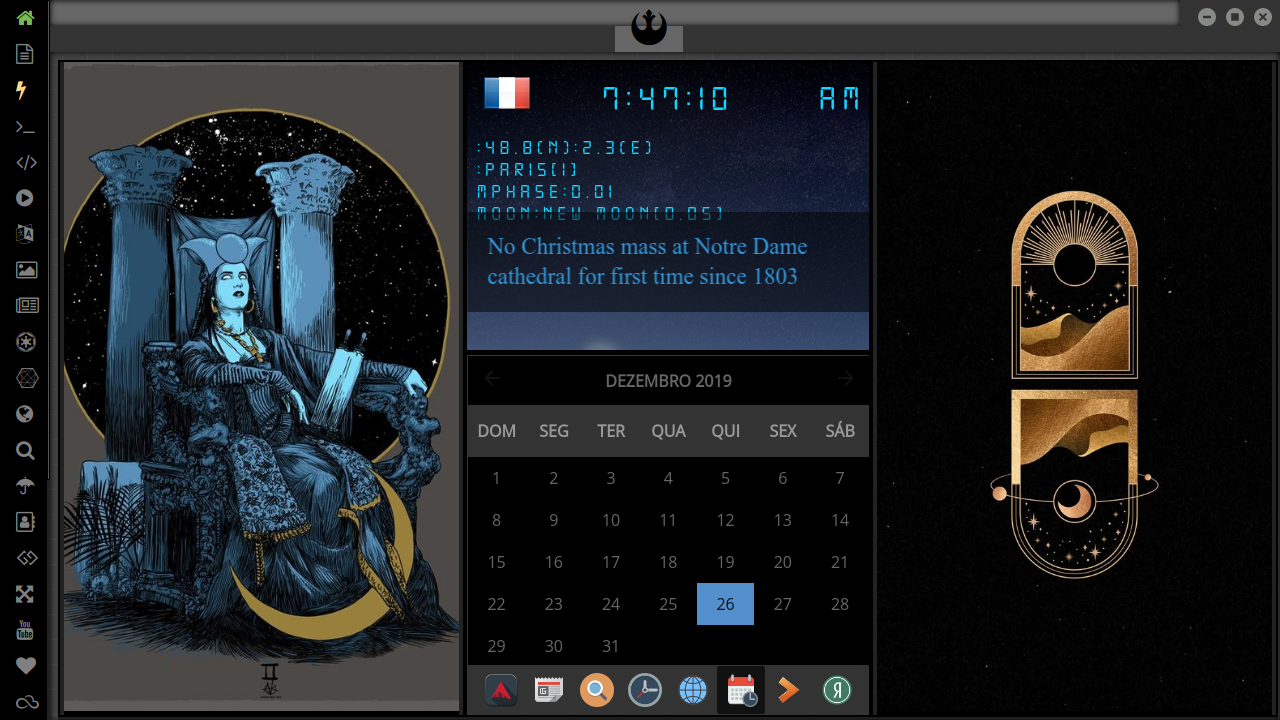 7:47:10 AM
:48.8(N):2.3(E)
:PARIS[1]
MPHASE:0.01
MOON:NEW MOON(0.05)
No Christmas mass at Notre Dame
cathedral for first time since 1803
DEZEMBRO 2019
DOM SEG TER QUA QUI SEX SÁB
1 2 3 4 5 6 7
8 9 10 11 12 13 14
15 16 17 18 19 20 21
22 23 24 25 26 27 28
29 30 31
You
Tube
II